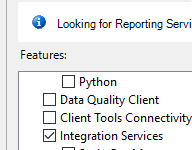 Looking for Reporting Servi
Features:
Python
Data Quality Client
Client Tools Connectivity
Integration Services